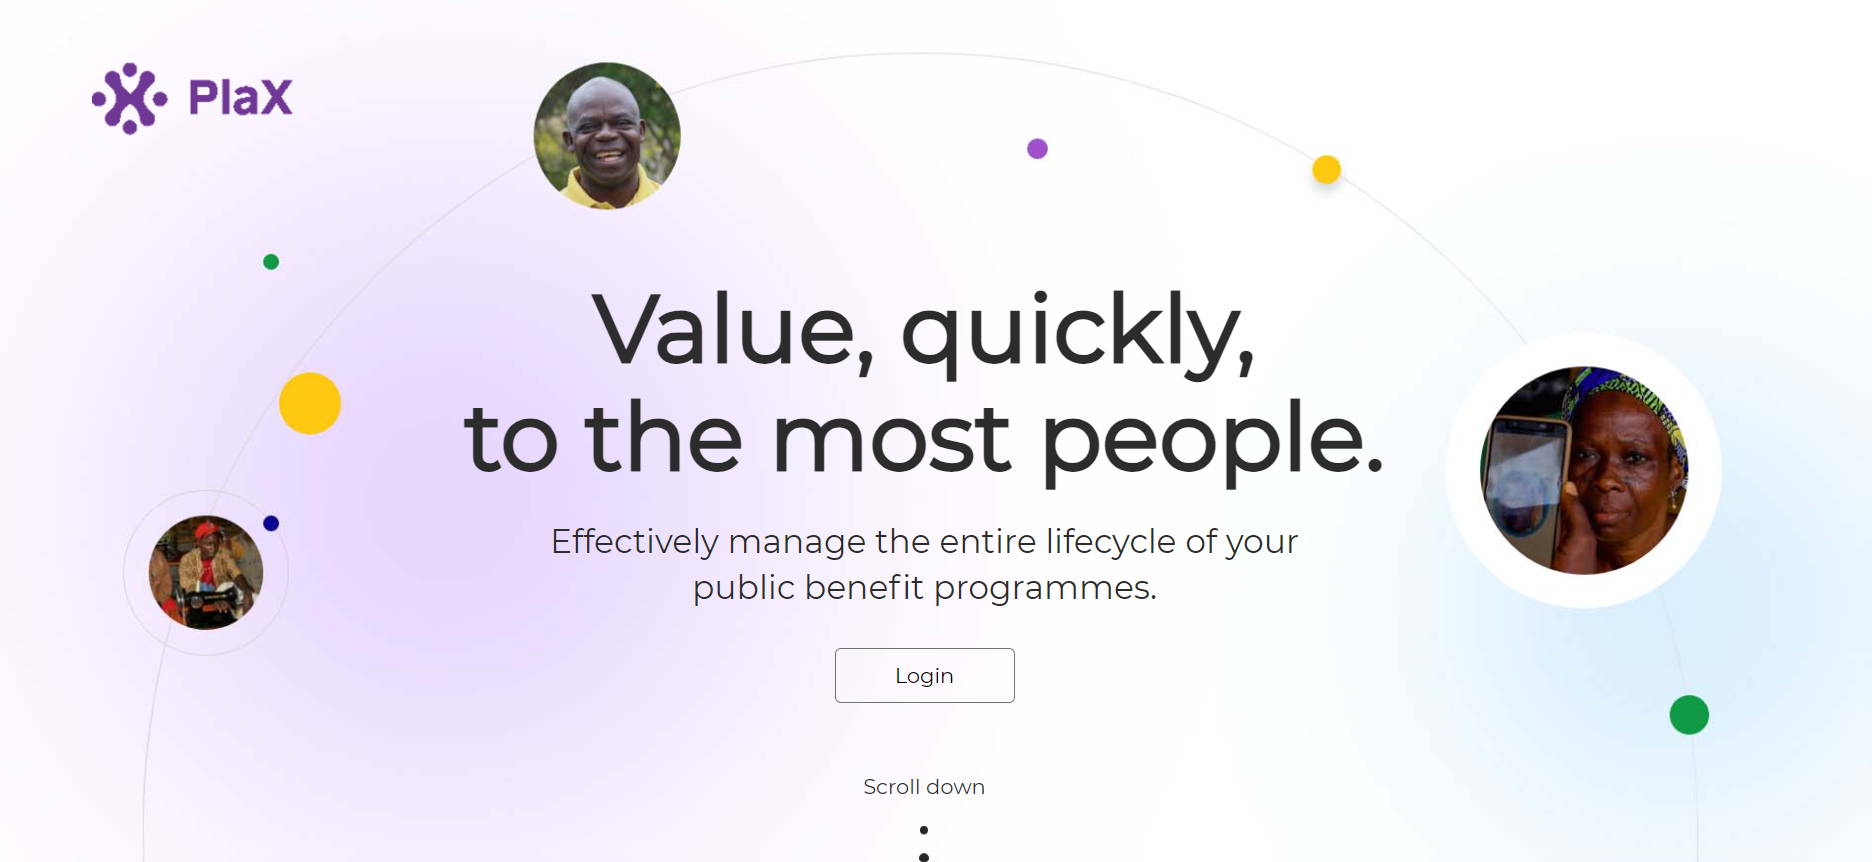 PlaX
Value, quickly,
to the most people.
Effectively manage the entire lifecycle of your
public benefit programmes.
Login
Scroll down